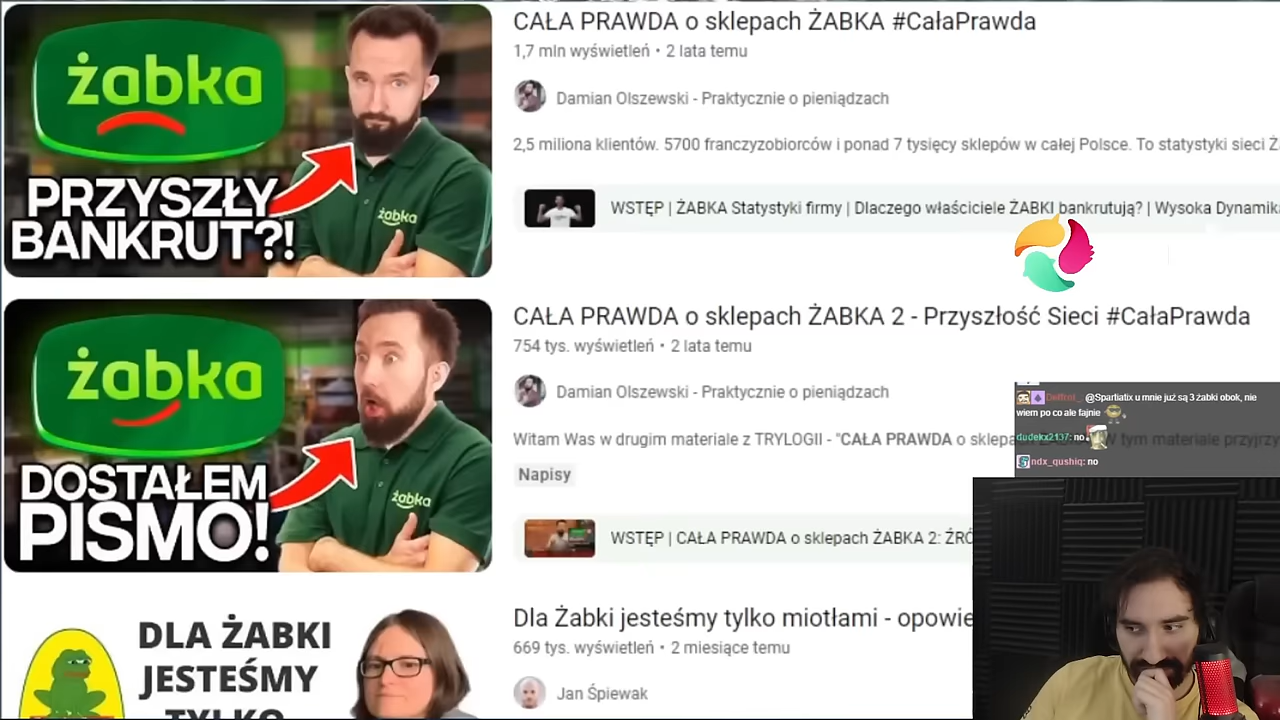 żabka
PRZYSZŁY
BANKRUT?!
żabka
CAŁA PRAWDA o sklepach ŻABKA #CałaPrawda
1,7 mln wyświetleń • 2 lata temu
Damian Olszewski - Praktycznie o pieniądzach
2,5 miliona klientów. 5700 franczyzobiorców i ponad 7 tysięcy sklepów w całej Polsce. To statystyki sieci
WSTĘP | ŻABKA Statystyki firmy | Dlaczego właściciele ŻABKI bankrutują? | Wysoka
żabka
DOSTAŁEM
PISMO!
żabka
CAŁA PRAWDA o sklepach ŻABKA 2 - Przyszłość Sieci #CałaPrawda
754 tys. wyświetleń • 2 lata temu
Damian Olszewski - Praktycznie o pieniądzach
Witam Was w drugim materiale z TRYLOGII - "CAŁA PRAWDA o
Napisy
WSTĘP | CAŁA PRAWDA o sklepach ŻABKA 2:
@Spartiatix u mnie już są 3 żabki obok, nie
wiem po co ale fajnie
dudekx2137: no
ndx_qushiq: no
DLA ŻABKI
JESTEŚMY
TYLKO
Dla Żabki jesteśmy tylko miotłami - opowie
669 tys. wyświetleń • 2 miesiące temu
Jan Śpiewak